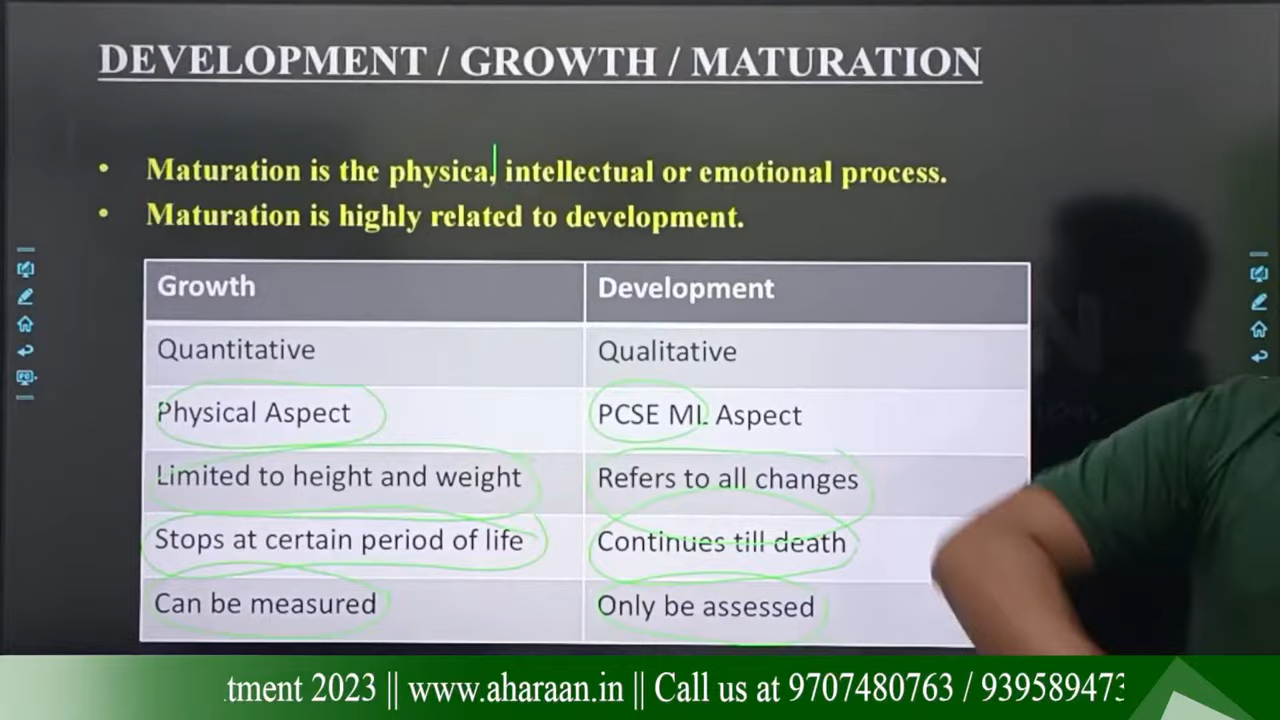 DEVELOPMENT / GROWTH / MATURATION
• Maturation is the physica, intellectual or emotional process.
• Maturation is highly related to development.
Growth Development
Quantitative Qualitative
Physical Aspect PCSE ML Aspect
Limited to height and weight Refers to all changes
Stops at certain period of life Continues till death
Can be measured Only be assessed
tment 2023 || www.aharaan.in || Call us at 9707480763 / 939589473